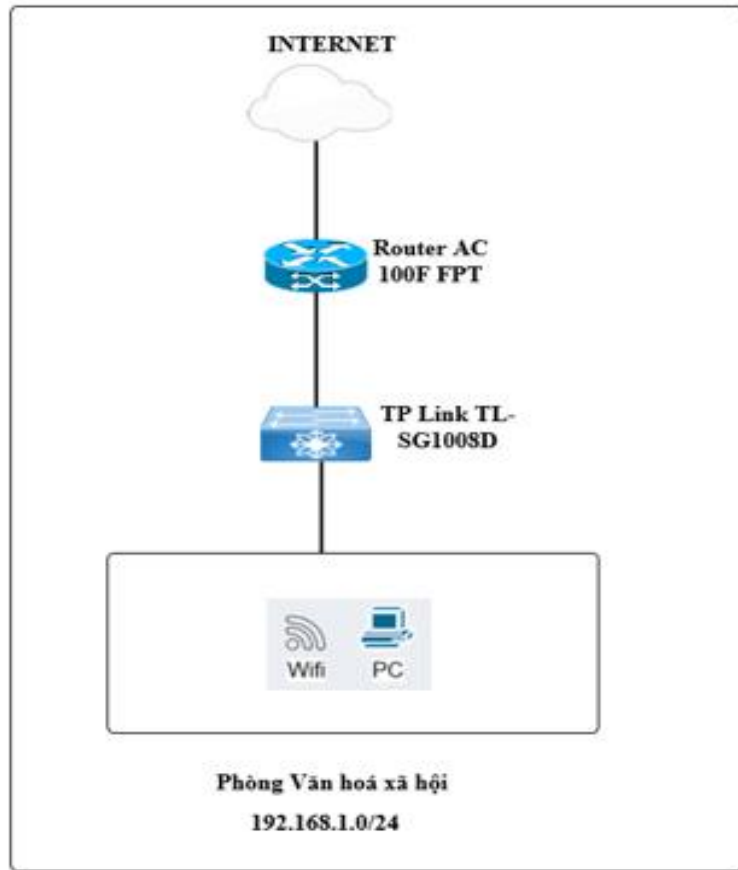 INTERNET
Router AC
100F FPT
TP Link TL-
SG1008D
Wifi
PC
Phòng Văn hoá xã hội
192.168.1.0/24